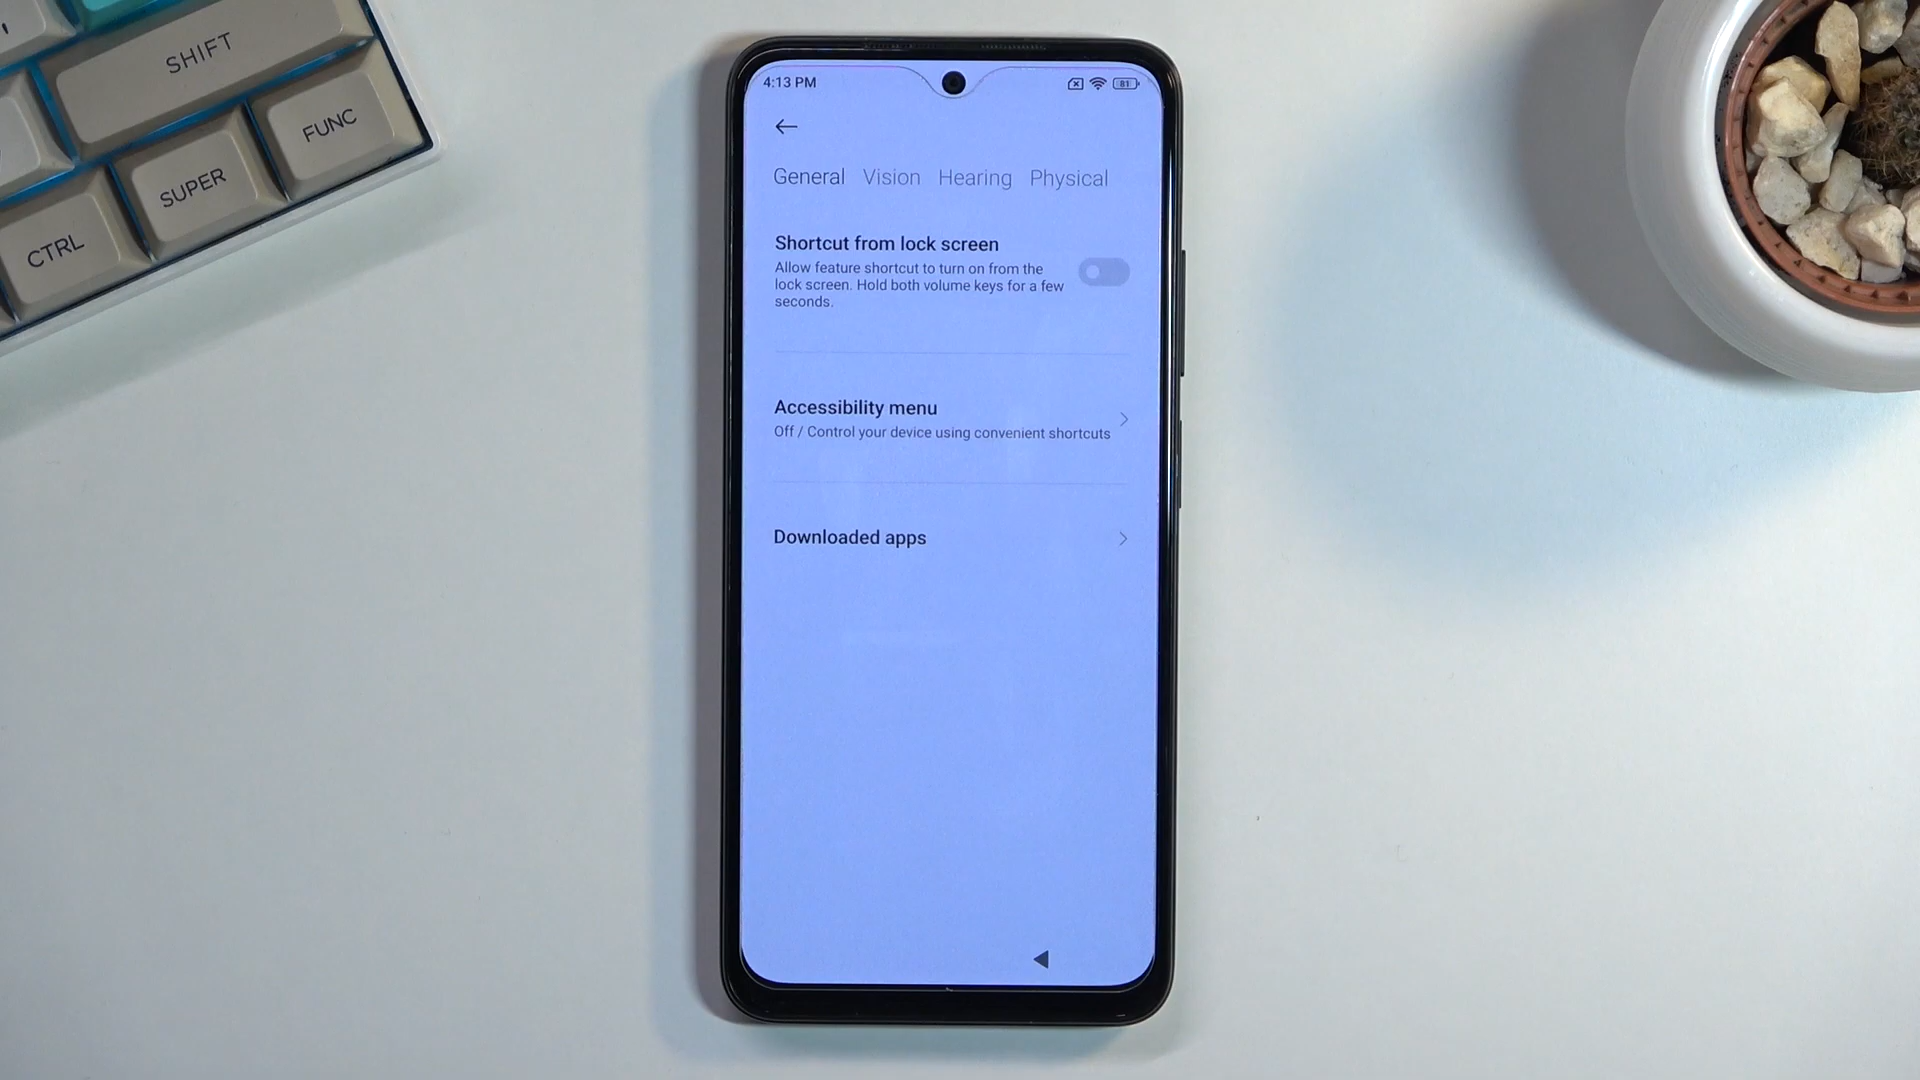 SHIFT
FUNC
SUPER
CTRL
4:13 PM
81
General Vision Hearing Physical
Shortcut from lock screen
Allow feature shortcut to turn on from the
lock screen. Hold both volume keys for a few
seconds.
Accessibility menu
Off / Control your device using convenient shortcuts
Downloaded apps